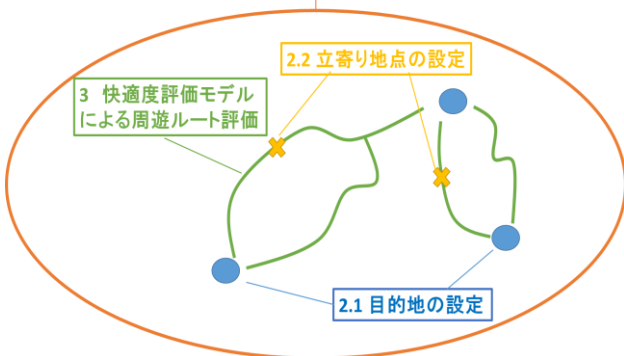 2.2 立寄り地点の設定
3 快適度評価モデル
による周遊ルート評価
2.1 目的地の設定